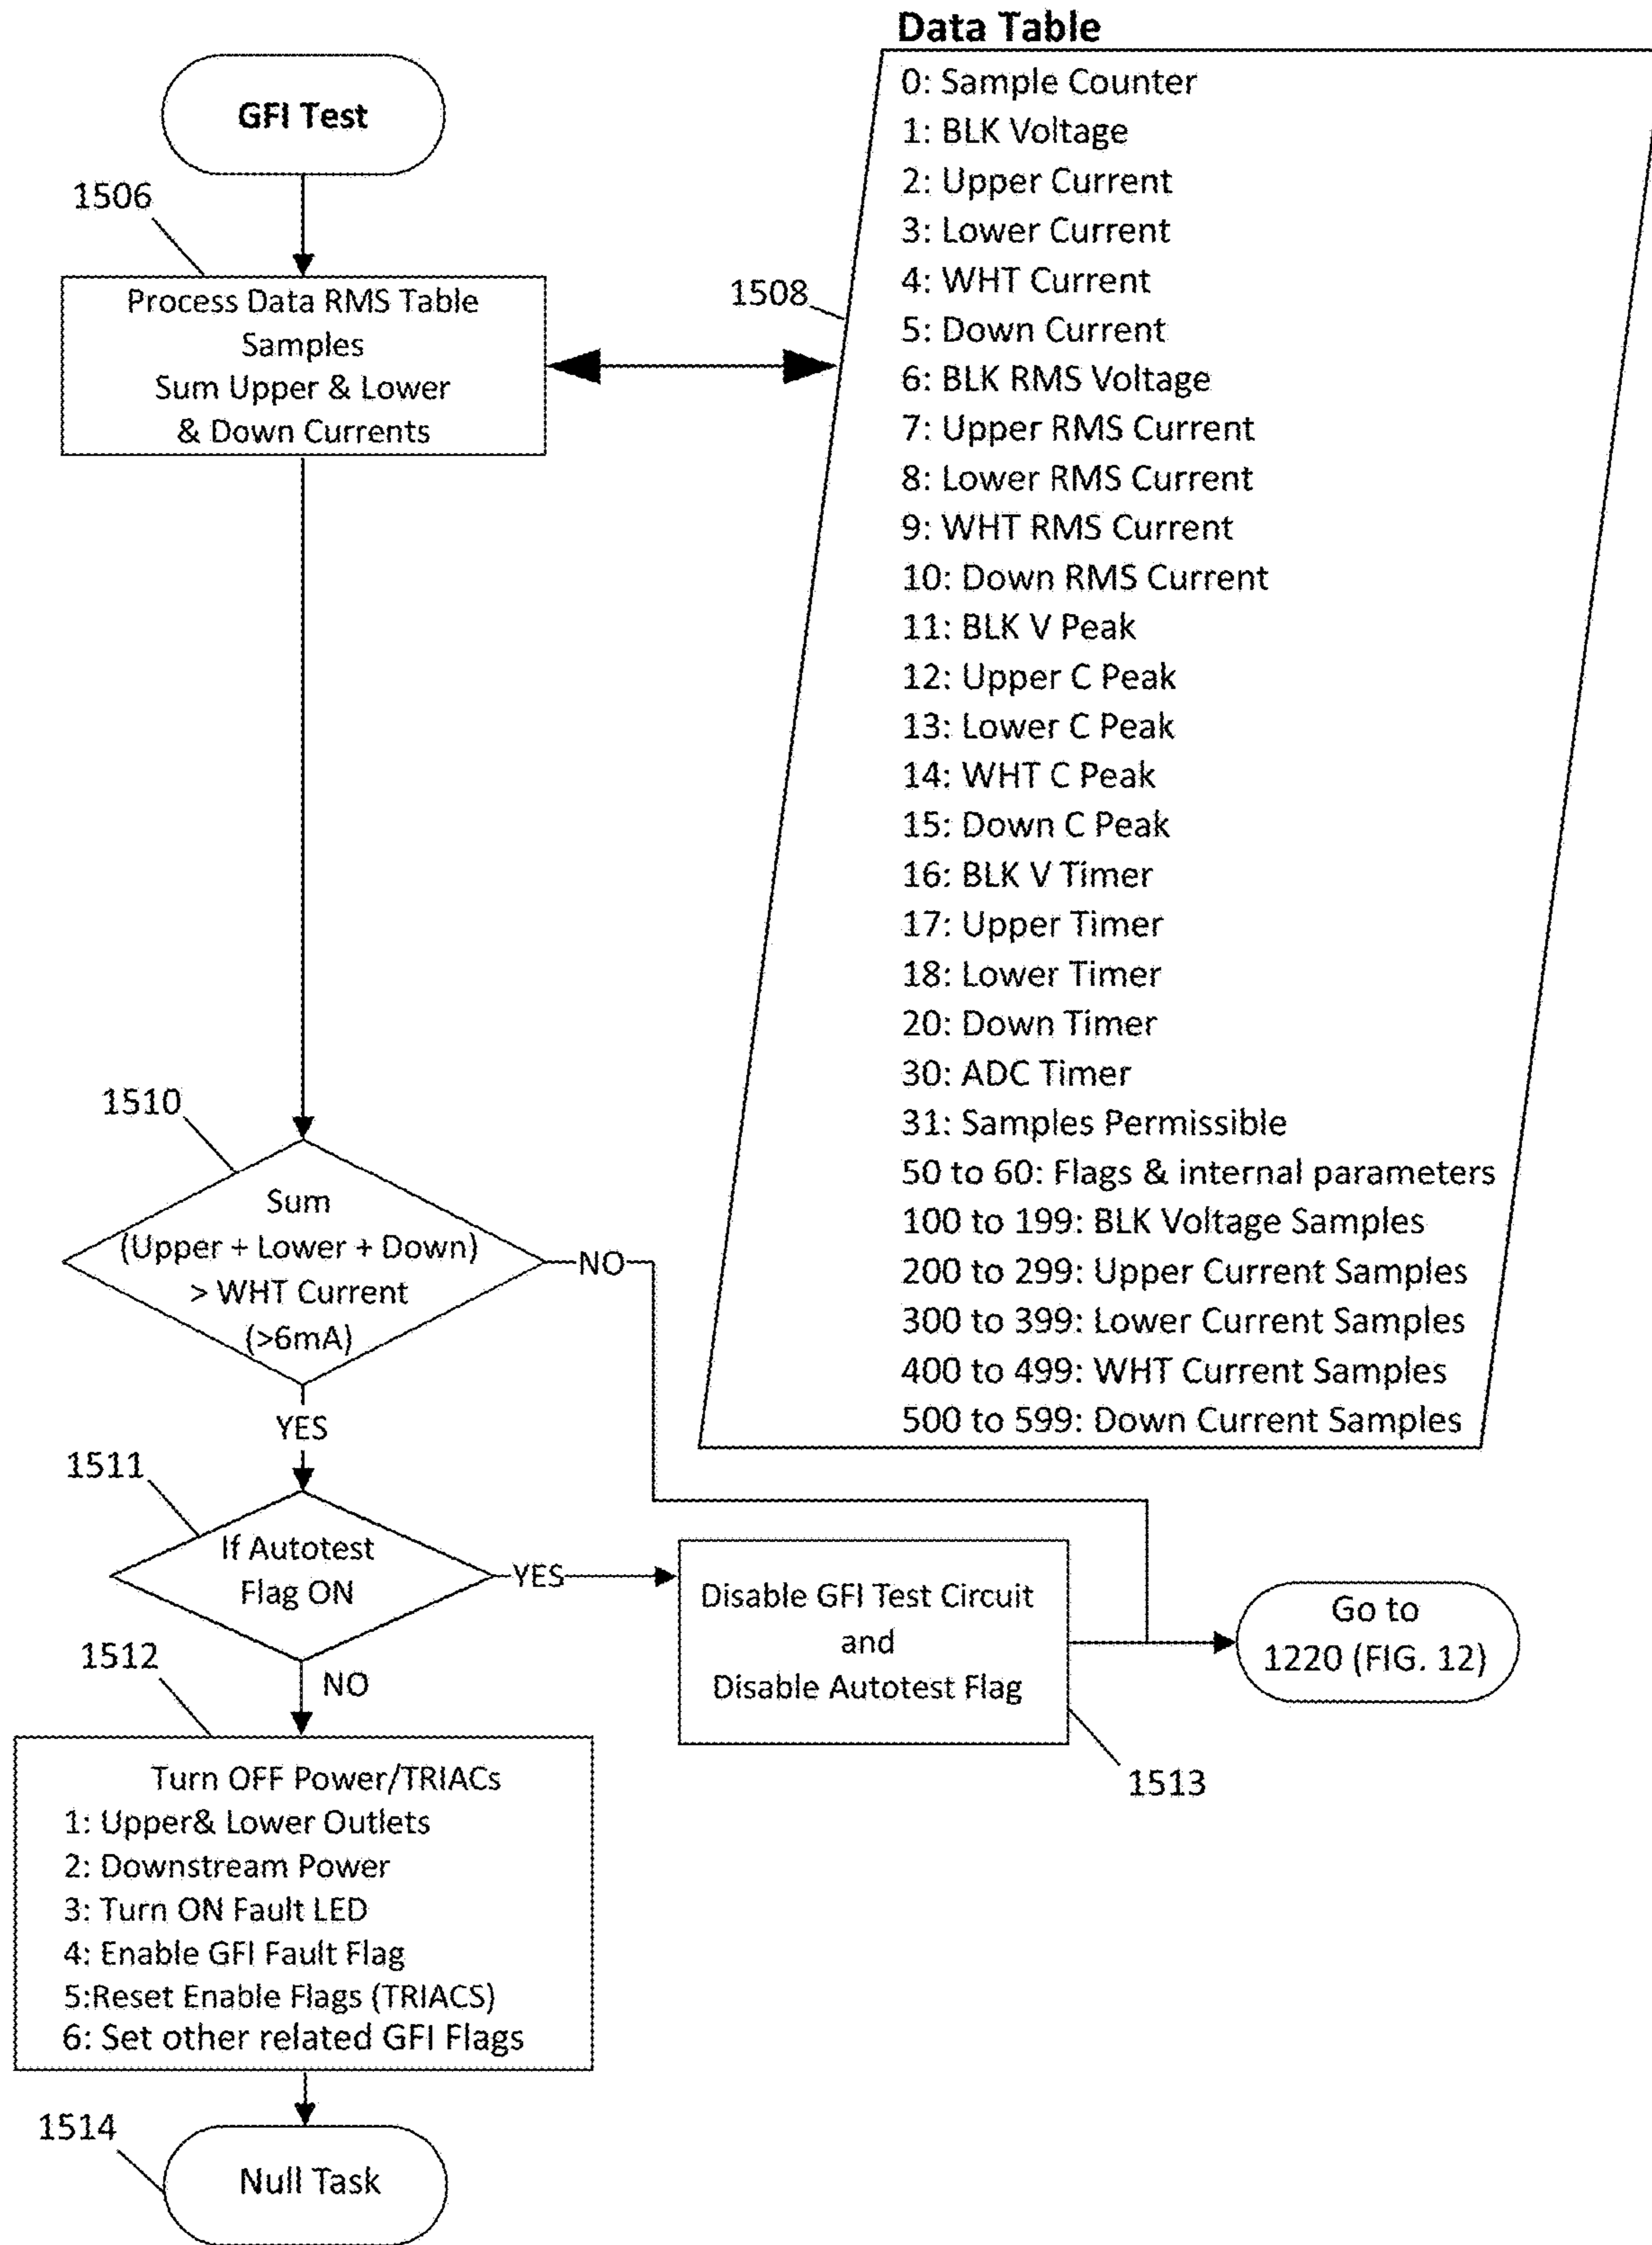 Data Table
GFI Test
1506
Process Data RMS Table
Samples
Sum Upper & Lower
& Down Currents
1508
0: Sample Counter
1: BLK Voltage
2: Upper Current
3: Lower Current
4: WHT Current
5: Down Current
6: BLK RMS Voltage
7: Upper RMS Current
8: Lower RMS Current
9: WHT RMS Current
10: Down RMS Current
11: BLK V Peak
12: Upper C Peak
13: Lower C Peak
14: WHT C Peak
15: Down C Peak
16: BLK V Timer
17: Upper Timer
18: Lower Timer
20: Down Timer
30: ADC Timer
31: Samples Permissible
50 to 60: Flags & internal parameters
100 to 199: BLK Voltage Samples
200 to 299: Upper Current Samples
300 to 399: Lower Current Samples
400 to 499: WHT Current Samples
500 to 599: Down Current Samples
1510
Sum
(Upper + Lower + Down)
> WHT Current
(>6mA)
NO
YES
1511
If Autotest
Flag ON
YES
Disable GFI Test Circuit
and
Disable Autotest Flag
1513
Go to
1220 (FIG. 12)
NO
1512
Turn OFF Power/TRIACs
1: Upper& Lower Outlets
2: Downstream Power
3: Turn ON Fault LED
4: Enable GFI Fault Flag
5:Reset Enable Flags (TRIACS)
6: Set other related GFI Flags
1514
Null Task